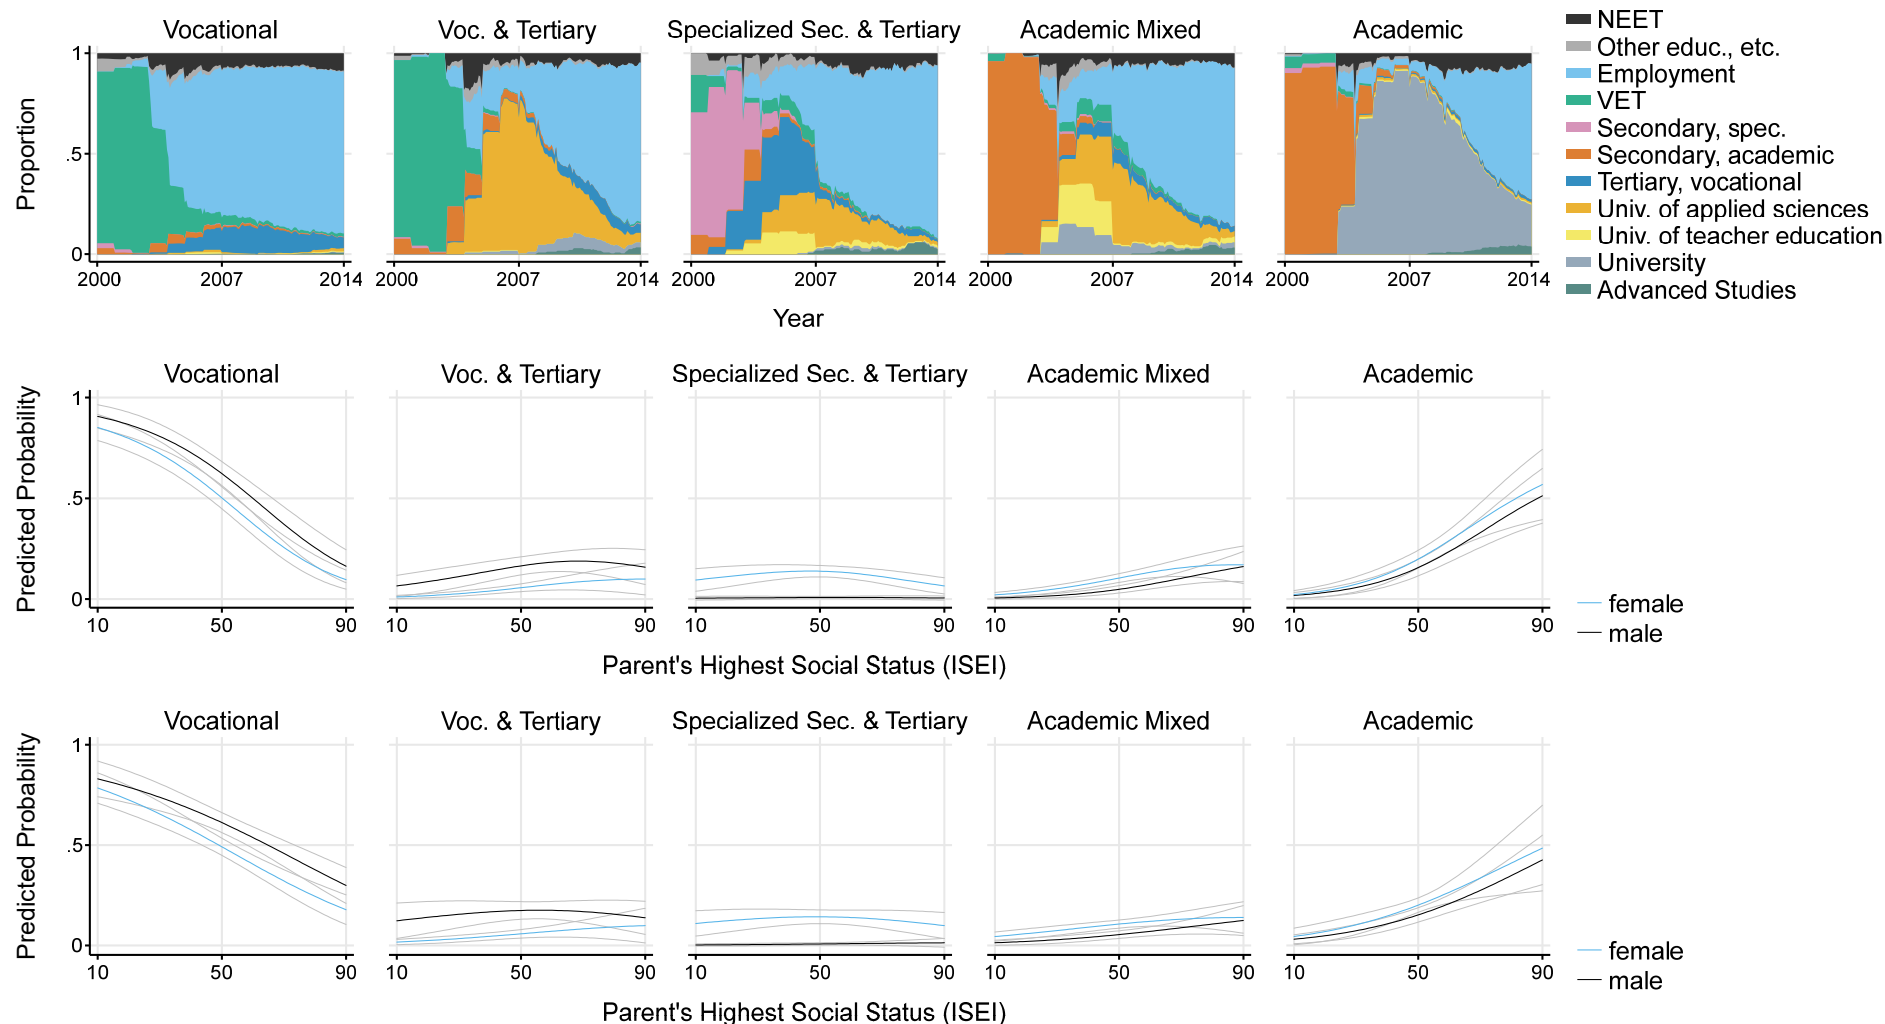 Vocational
Voc. & Tertiary
Specialized Sec. & Tertiary
Academic Mixed
Academic
Proportion
1
.5
0
2000 2007 2014
2000 2007 2014
2000 2007 2014
2000 2007 2014
2000 2007 2014
Year
NEET
Other educ., etc.
Employment
VET
Secondary, spec.
Secondary, academic
Tertiary, vocational
Univ. of applied sciences
Univ. of teacher education
University
Advanced Studies
Vocational
Voc. & Tertiary
Specialized Sec. & Tertiary
Academic Mixed
Academic
Predicted Probability
1
.5
0
10 50 90
10 50 90
10 50 90
10 50 90
10 50 90
Parent's Highest Social Status (ISEI)
female
male
Vocational
Voc. & Tertiary
Specialized Sec. & Tertiary
Academic Mixed
Academic
Predicted Probability
1
.5
0
10 50 90
10 50 90
10 50 90
10 50 90
10 50 90
Parent's Highest Social Status (ISEI)
female
male